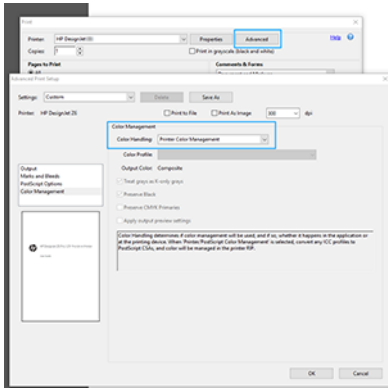 Print
Printer: HP DesignJet Properties Advanced Help
Copies: 1 Print in grayscale (black and white)
Pages to Print Comments & Forms
All
Advanced Print Setup
Settings: Custom Delete Save As
Printer: HP DesignJet Print to File Print As Image 300 dpi
Color Management
Color Handling: Printer Color Management
Color Profile:
Output Color: Composite
Output
Marks and Bleeds
PostScript Options
Color Management
Treat grays as K-only grays
Preserve Black
Preserve CMYK Primaries
Apply output preview settings
Color Handling determines if color management will be used, and if so, whether it happens in the application or
at the printing device. When 'Printer/PostScript Color Management' is selected, convert any ICC profiles to
PostScript CSAs, and color will be managed in the printer RIP.
hp
OK Cancel